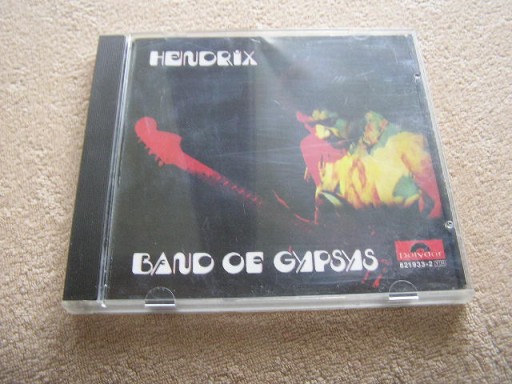 HENDRIX
BAND OF GYPSYS
Polydor
821933-2